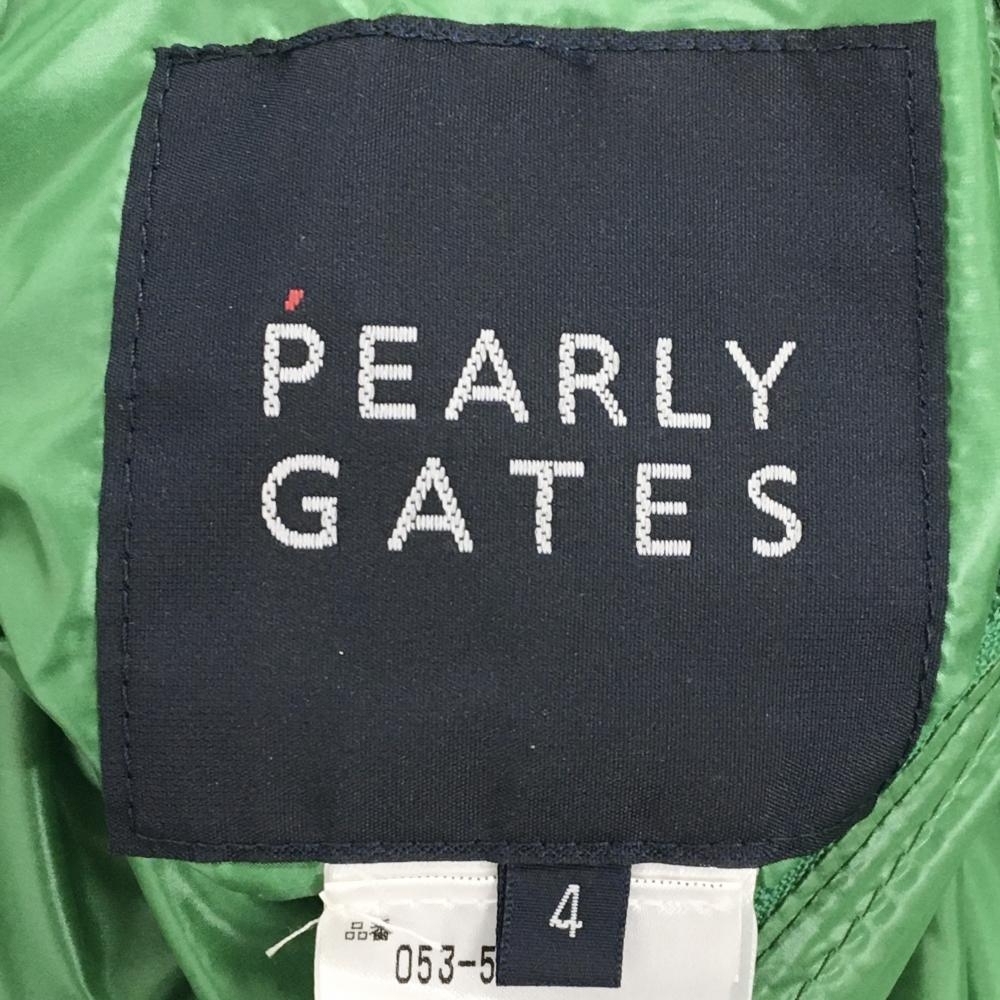 PEARLY
GATES
4
品番
053-5